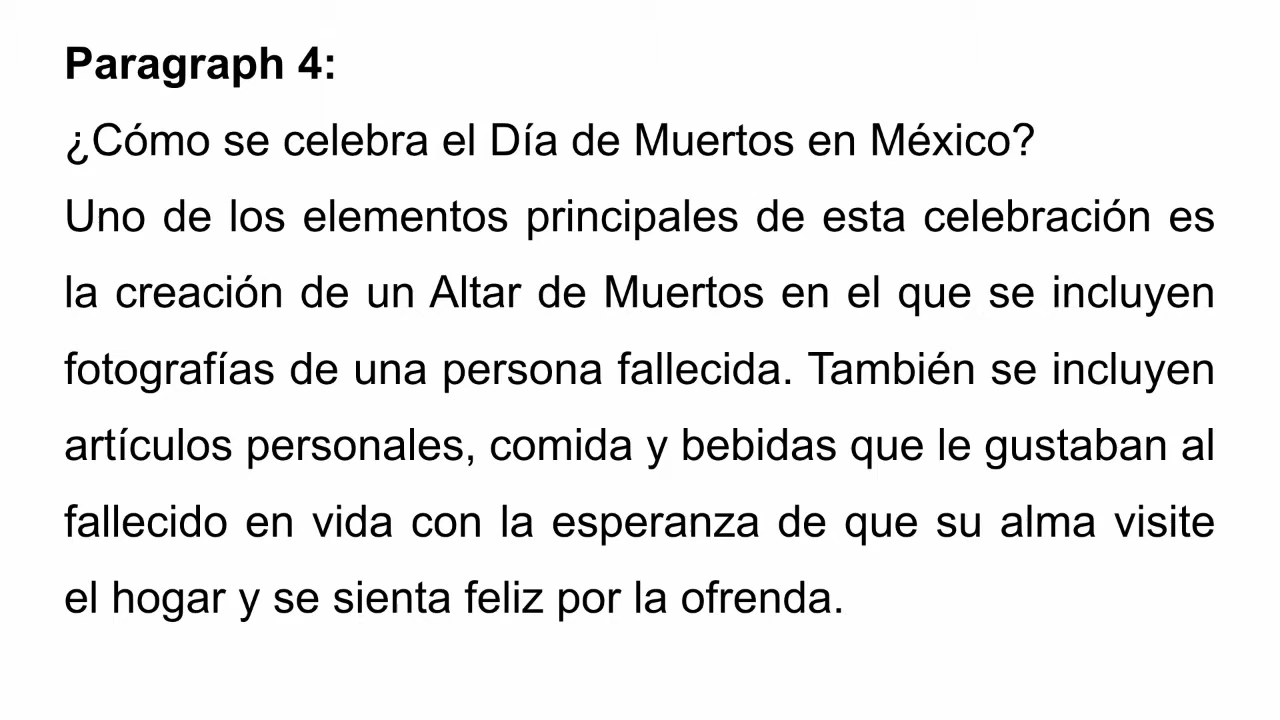 Paragraph 4:
¿Cómo se celebra el Día de Muertos en México?
Uno de los elementos principales de esta celebración es
la creación de un Altar de Muertos en el que se incluyen
fotografías de una persona fallecida. También se incluyen
artículos personales, comida y bebidas que le gustaban al
fallecido en vida con la esperanza de que su alma visite
el hogar y se sienta feliz por la ofrenda.